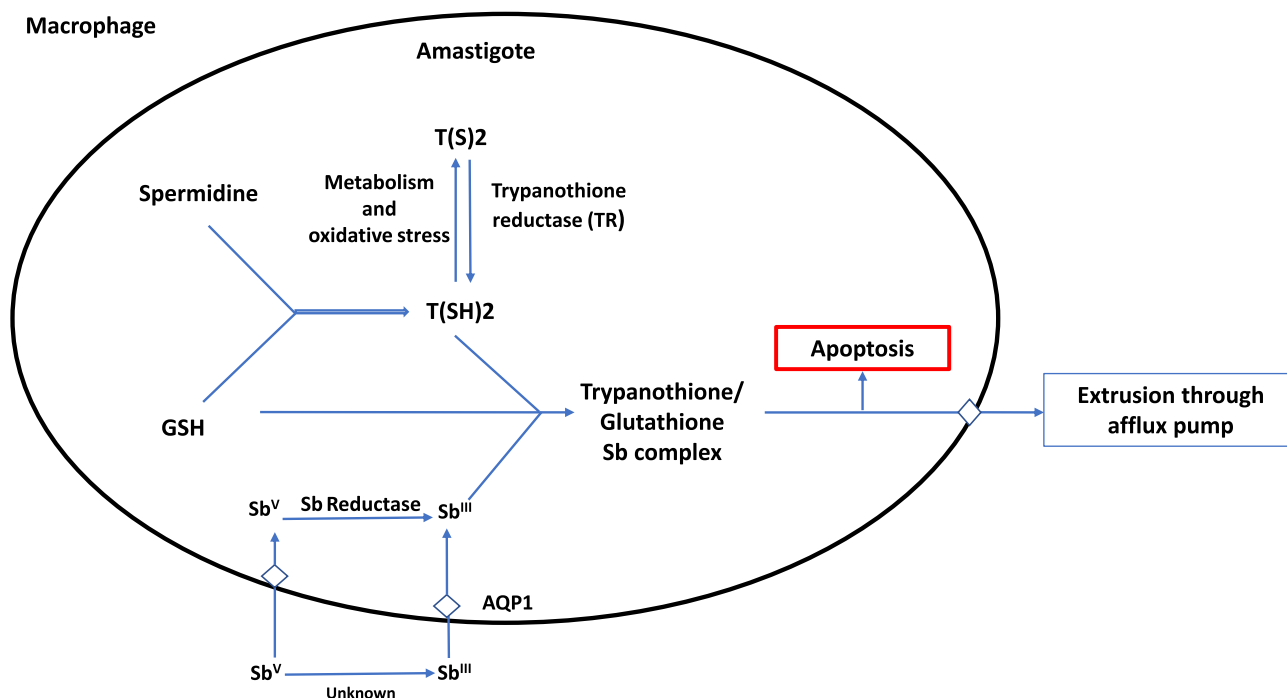 Macrophage
Amastigote
T(S)2
Spermidine
Metabolism
and
oxidative stress
Trypanothione
reductase (TR)
T(SH)2
Apoptosis
GSH
Trypanothione/
Glutathione
Sb complex
Extrusion through
afflux pump
Sbⱽ
Sb Reductase
Sbᴵᴵᴵ
AQP1
Sbⱽ
Unknown
Sbᴵᴵᴵ